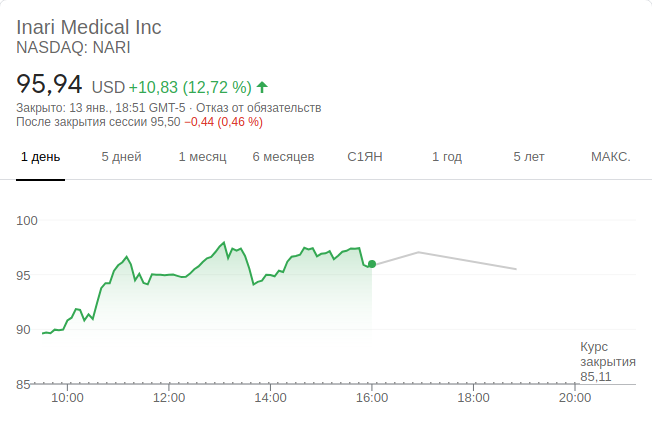 Inari Medical Inc
NASDAQ: NARI
95,94 USD +10,83 (12,72 %)
Закрыто: 13 янв., 18:51 GMT-5 · Отказ от обязательств
После закрытия сессии 95,50 −0,44 (0,46 %)
1 день 5 дней 1 месяц 6 месяцев С1ЯН 1 год 5 лет МАКС.
100
95
90
Курс
закрытия
85,11
85
10:00 12:00 14:00 16:00 18:00 20:00